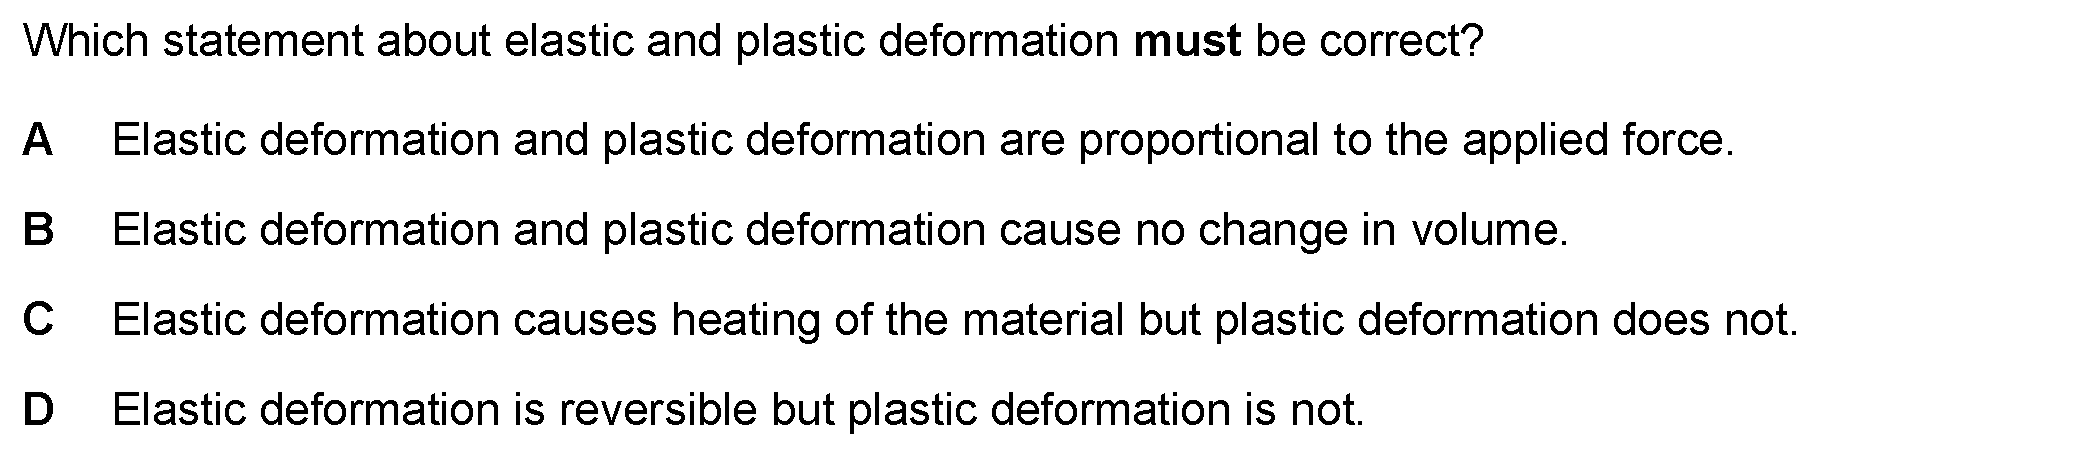 Which statement about elastic and plastic deformation must be correct?
A Elastic deformation and plastic deformation are proportional to the applied force.
B Elastic deformation and plastic deformation cause no change in volume.
C Elastic deformation causes heating of the material but plastic deformation does not.
D Elastic deformation is reversible but plastic deformation is not.